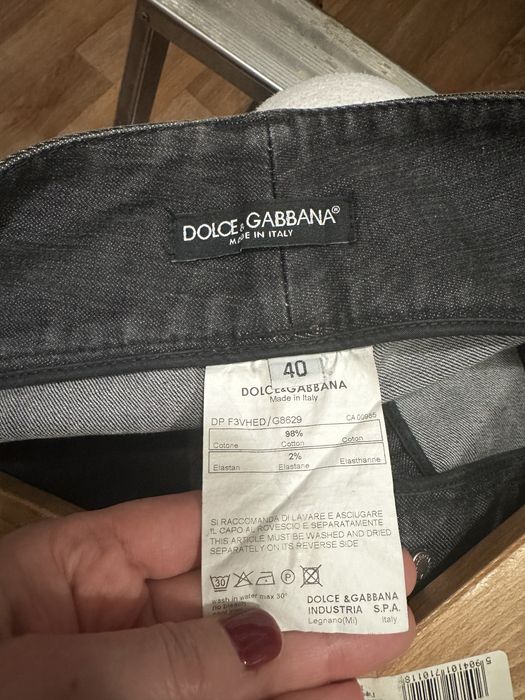 DOLCE & GABBANA®
MADE IN ITALY
40
DOLCE & GABBANA
Made in Italy
DP F3VHED/G8629 CA 00985
98%
Cotone Cotton Coton
2%
Elastan Elastane Elasthanne
SI RACCOMANDA DI LAVARE E ASCIUGARE
IL CAPO AL ROVESCIO E SEPARATAMENTE
THIS ARTICLE MUST BE WASHED AND DRIED
SEPARATELY ON ITS REVERSE SIDE
30 P
wash in water max 30°
no bleach
DOLCE & GABBANA
INDUSTRIA S.P.A.
Legnano(Mi) Italy
5904101710118